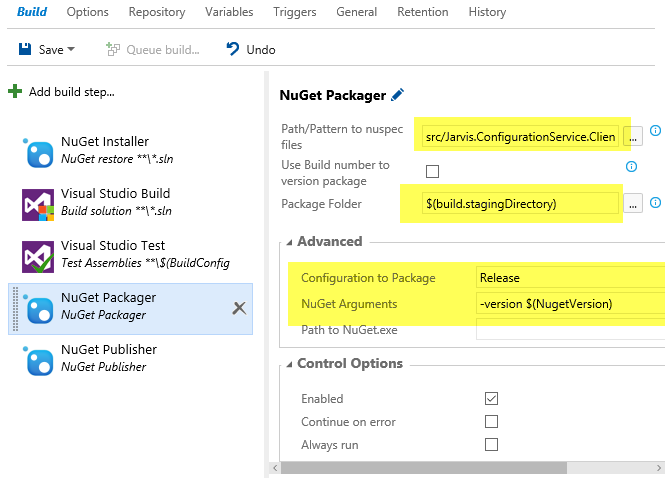 Build Options Repository Variables Triggers General Retention History
Save Queue build... Undo
Add build step...
NuGet Installer
NuGet restore **\*.sln
Visual Studio Build
Build solution **\*.sln
Visual Studio Test
Test Assemblies **\$(BuildConfig
NuGet Packager
NuGet Packager
NuGet Publisher
NuGet Publisher
NuGet Packager
Path/Pattern to nuspec
files
src/Jarvis.ConfigurationService.Clien ...
Use Build number to
version package
Package Folder $(build.stagingDirectory) ...
Advanced
Configuration to Package Release
NuGet Arguments -version $(NugetVersion)
Path to NuGet.exe
Control Options
Enabled
Continue on error
Always run